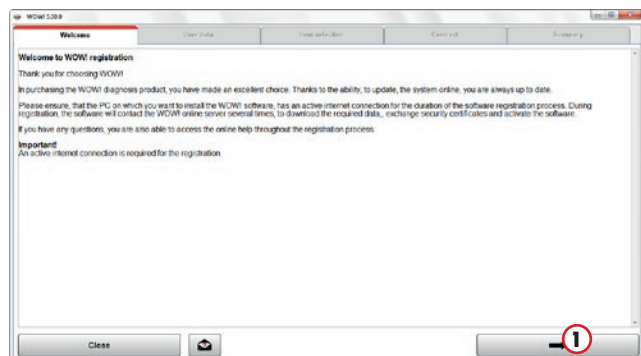 WOW! 5.00.9
Welcome
User data
Item selection
Contract
Summary
Welcome to WOW! registration
Thank you for choosing WOW!
In purchasing the WOW! diagnosis product, you have made an excellent choice. Thanks to the ability, to update, the system online, you are always up to date.
Please ensure, that the PC on which you want to install the WOW! software, has an active internet connection for the duration of the software registration process. During
registration, the software will contact the WOW! online server several times, to download the required data,, exchange security certificates and activate the software.
If you have any questions, you are also able to access the online help throughout the registration process.
Important!
An active internet connection is required for the registration
Close
1